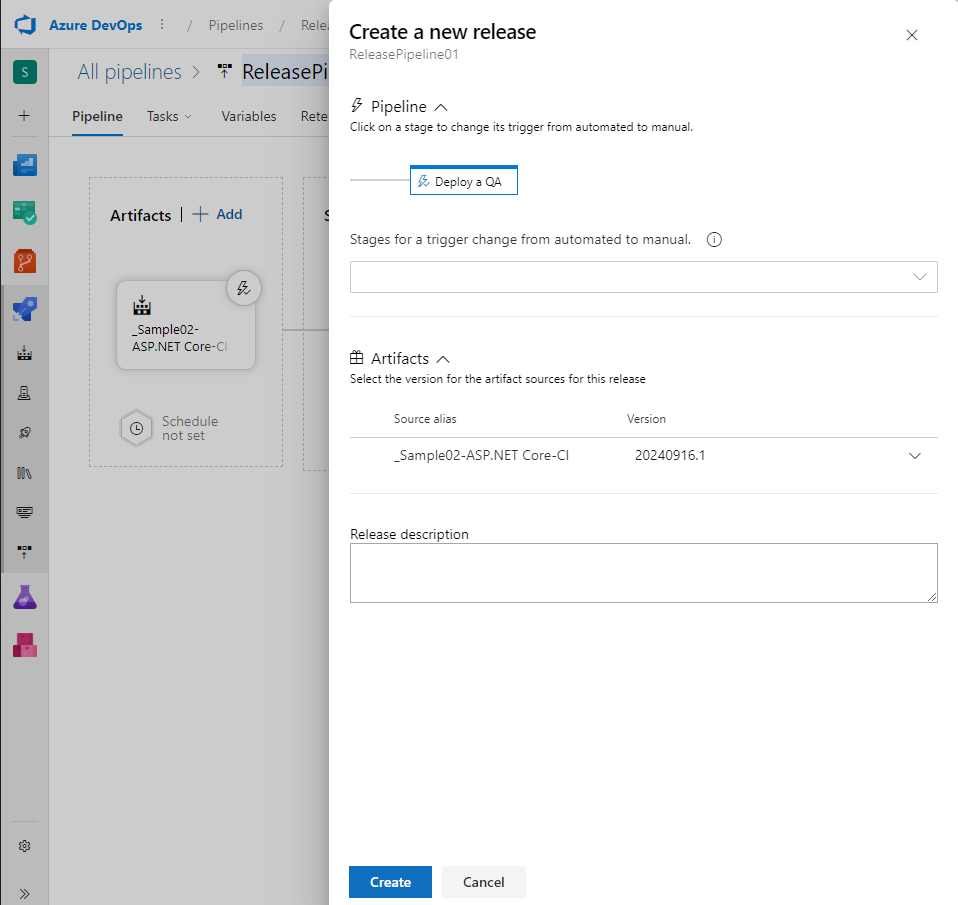 Azure DevOps / Pipelines / Relea
S
All pipelines > ReleasePi
Pipeline Tasks Variables Rete
Artifacts | + Add
S
_Sample02-
ASP.NET Core-CI
Schedule
not set
Create a new release
ReleasePipeline01
Pipeline
Click on a stage to change its trigger from automated to manual.
Deploy a QA
Stages for a trigger change from automated to manual.
Artifacts
Select the version for the artifact sources for this release
Source alias Version
_Sample02-ASP.NET Core-CI 20240916.1
Release description
Create Cancel